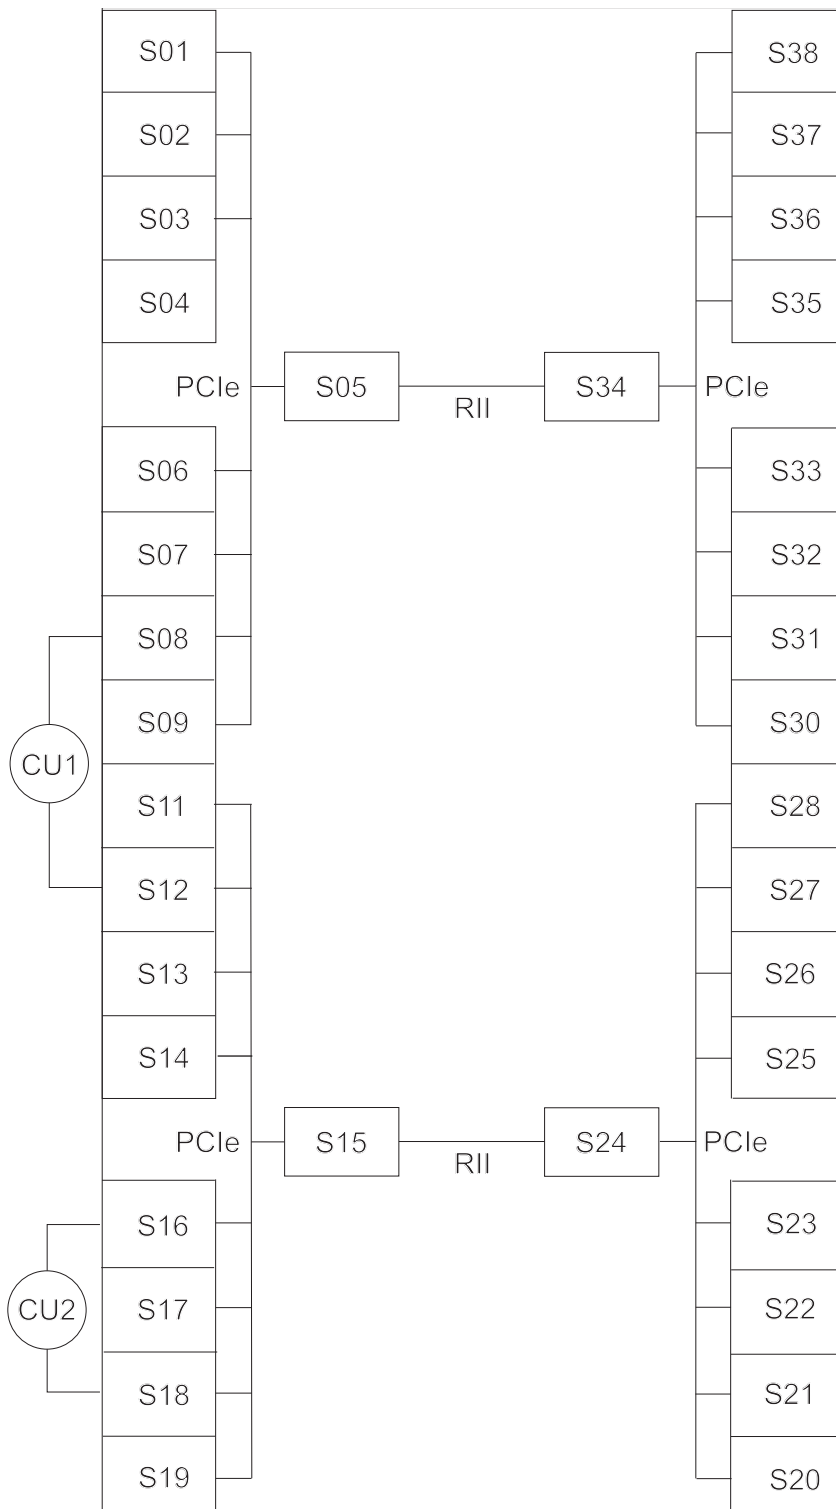 S01
S38
S02
S37
S03
S36
S04
S35
PCIe
S05
RII
S34
PCIe
S06
S33
S07
S32
S08
S31
S09
S30
CU1
S11
S28
S12
S27
S13
S26
S14
S25
PCIe
S15
RII
S24
PCIe
S16
S23
CU2
S17
S22
S18
S21
S19
S20